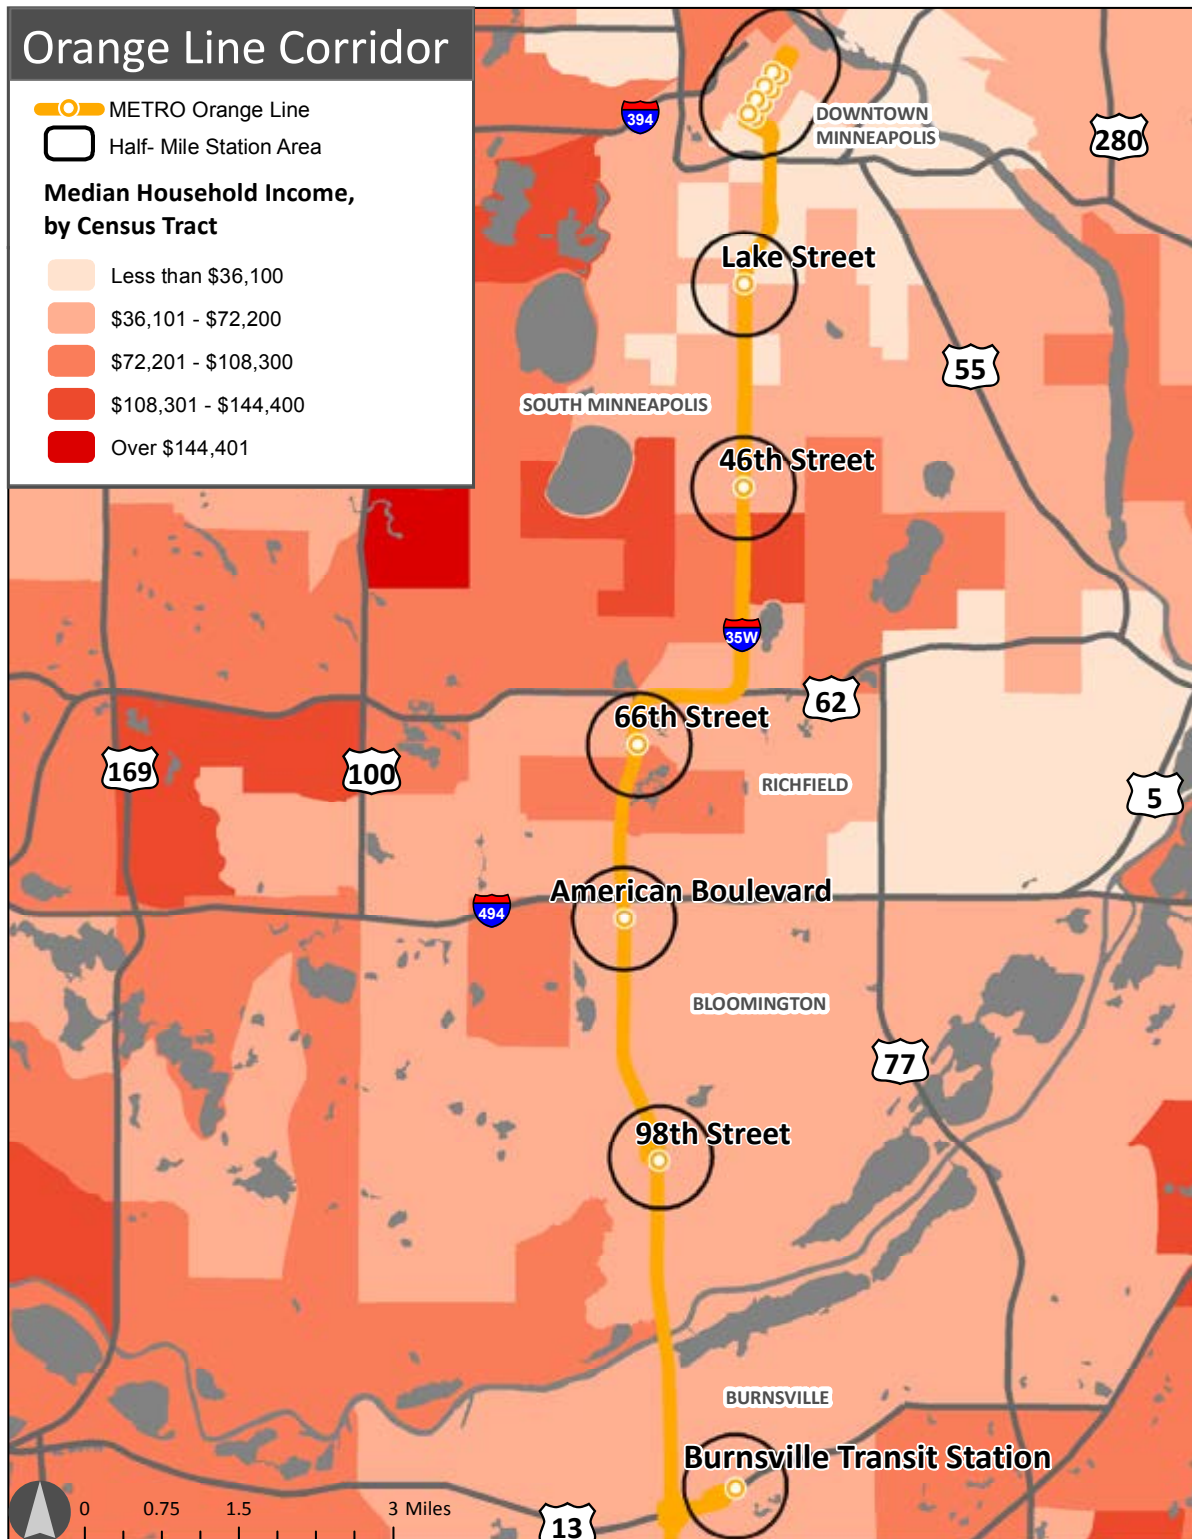 Orange Line Corridor
METRO Orange Line
Half- Mile Station Area
Median Household Income,
by Census Tract
Less than $36,100
$36,101 - $72,200
$72,201 - $108,300
$108,301 - $144,400
Over $144,401
394
DOWNTOWN
MINNEAPOLIS
280
Lake Street
55
SOUTH MINNEAPOLIS
46th Street
35W
62
66th Street
169
100
RICHFIELD
5
American Boulevard
494
BLOOMINGTON
77
98th Street
BURNSVILLE
Burnsville Transit Station
0 0.75 1.5 3 Miles
13